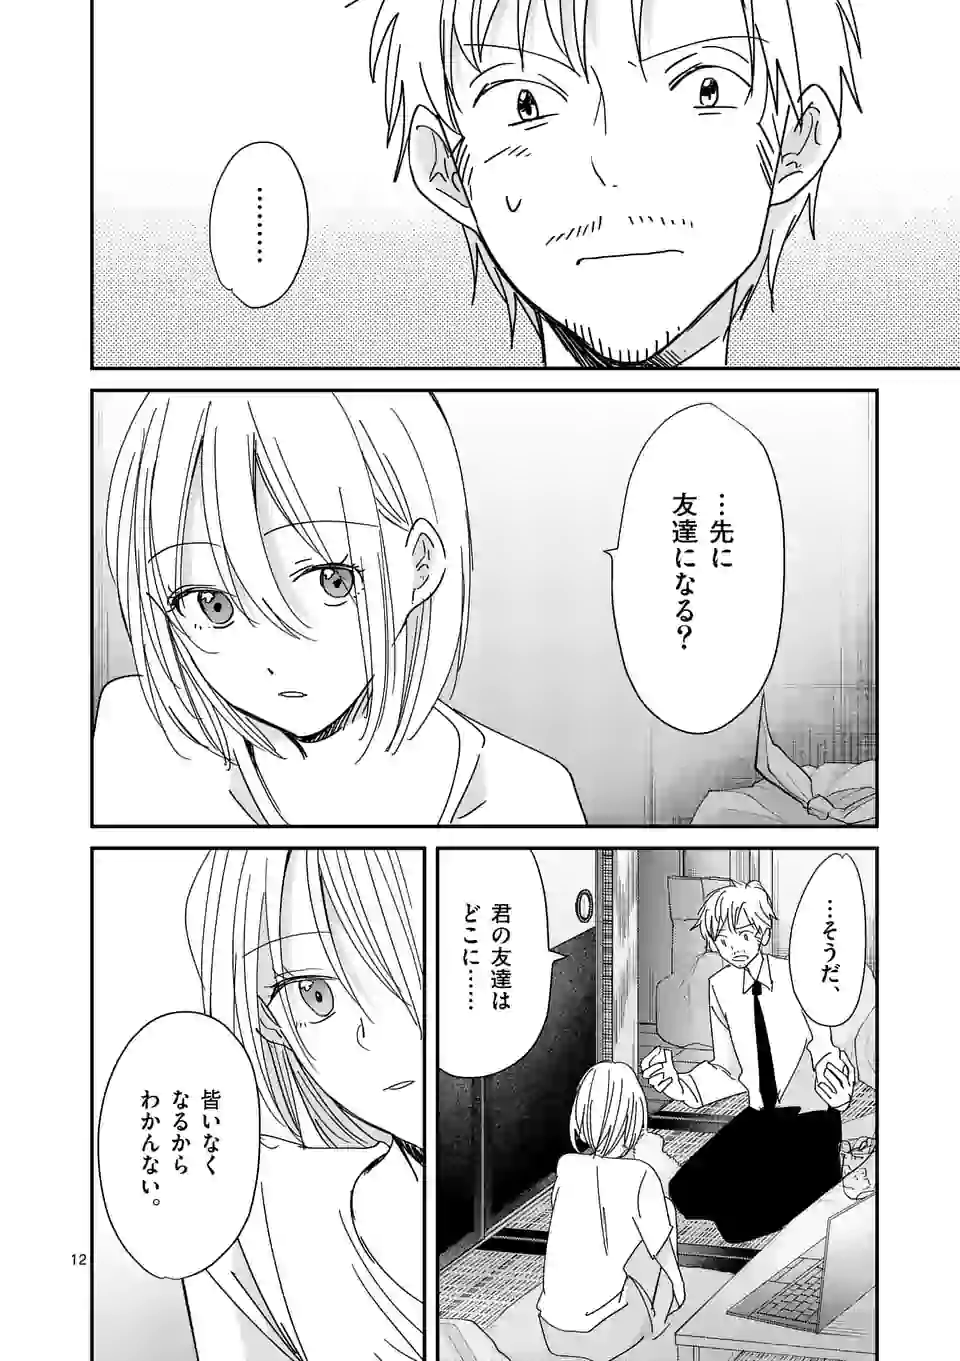 ………
…先に
友達になる？
…そうだ、
君の友達は
どこに……
皆いなく
なるから
わかんない。
12